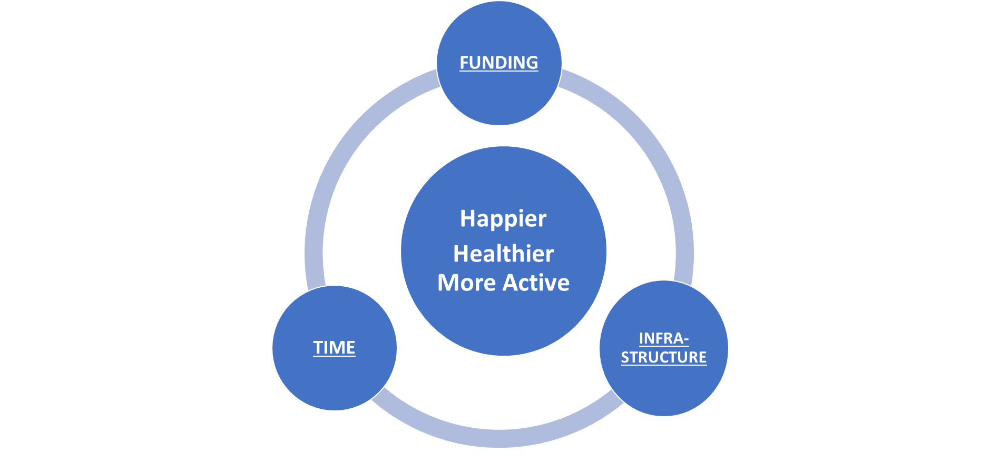 FUNDING
Happier
Healthier
More Active
TIME
INFRA-
STRUCTURE